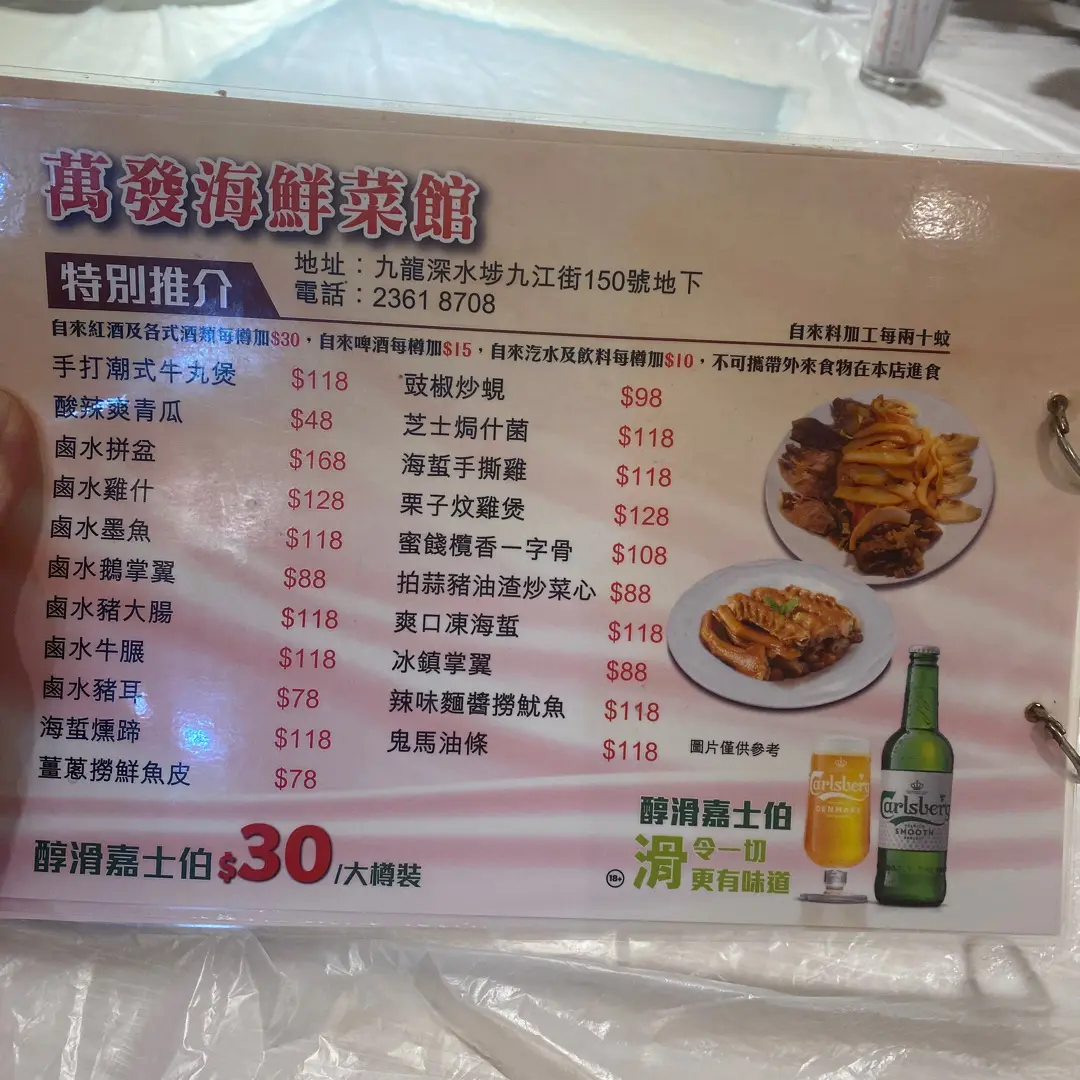 萬發海鮮菜館
特別推介
地址：九龍深水埗九江街150號地下
電話：2361 8708
自來料加工每兩十蚊
自來紅酒及各式酒類每樽加$30，自來啤酒每樽加$15，自來汽水及飲料每樽加$10，不可攜帶外來食物在本店進食
手打潮式牛丸煲 $118
酸辣爽青瓜 $48
鹵水拼盆 $168
鹵水雞什 $128
鹵水墨魚 $118
鹵水鵝掌翼 $88
鹵水豬大腸 $118
鹵水牛𦟌 $118
鹵水豬耳 $78
海蜇燻蹄 $118
薑蔥撈鮮魚皮 $78
豉椒炒蜆 $98
芝士焗什菌 $118
海蜇手撕雞 $118
栗子炆雞煲 $128
蜜餞欖香一字骨 $108
拍蒜豬油渣炒菜心 $88
爽口凍海蜇 $118
冰鎮掌翼 $88
辣味麵醬撈魷魚 $118
鬼馬油條 $118
圖片僅供參考
醇滑嘉士伯$30/大樽裝
醇滑嘉士伯
滑令一切
更有味道
18+
Carlsberg
DENMARK
Carlsberg
SMOOTH